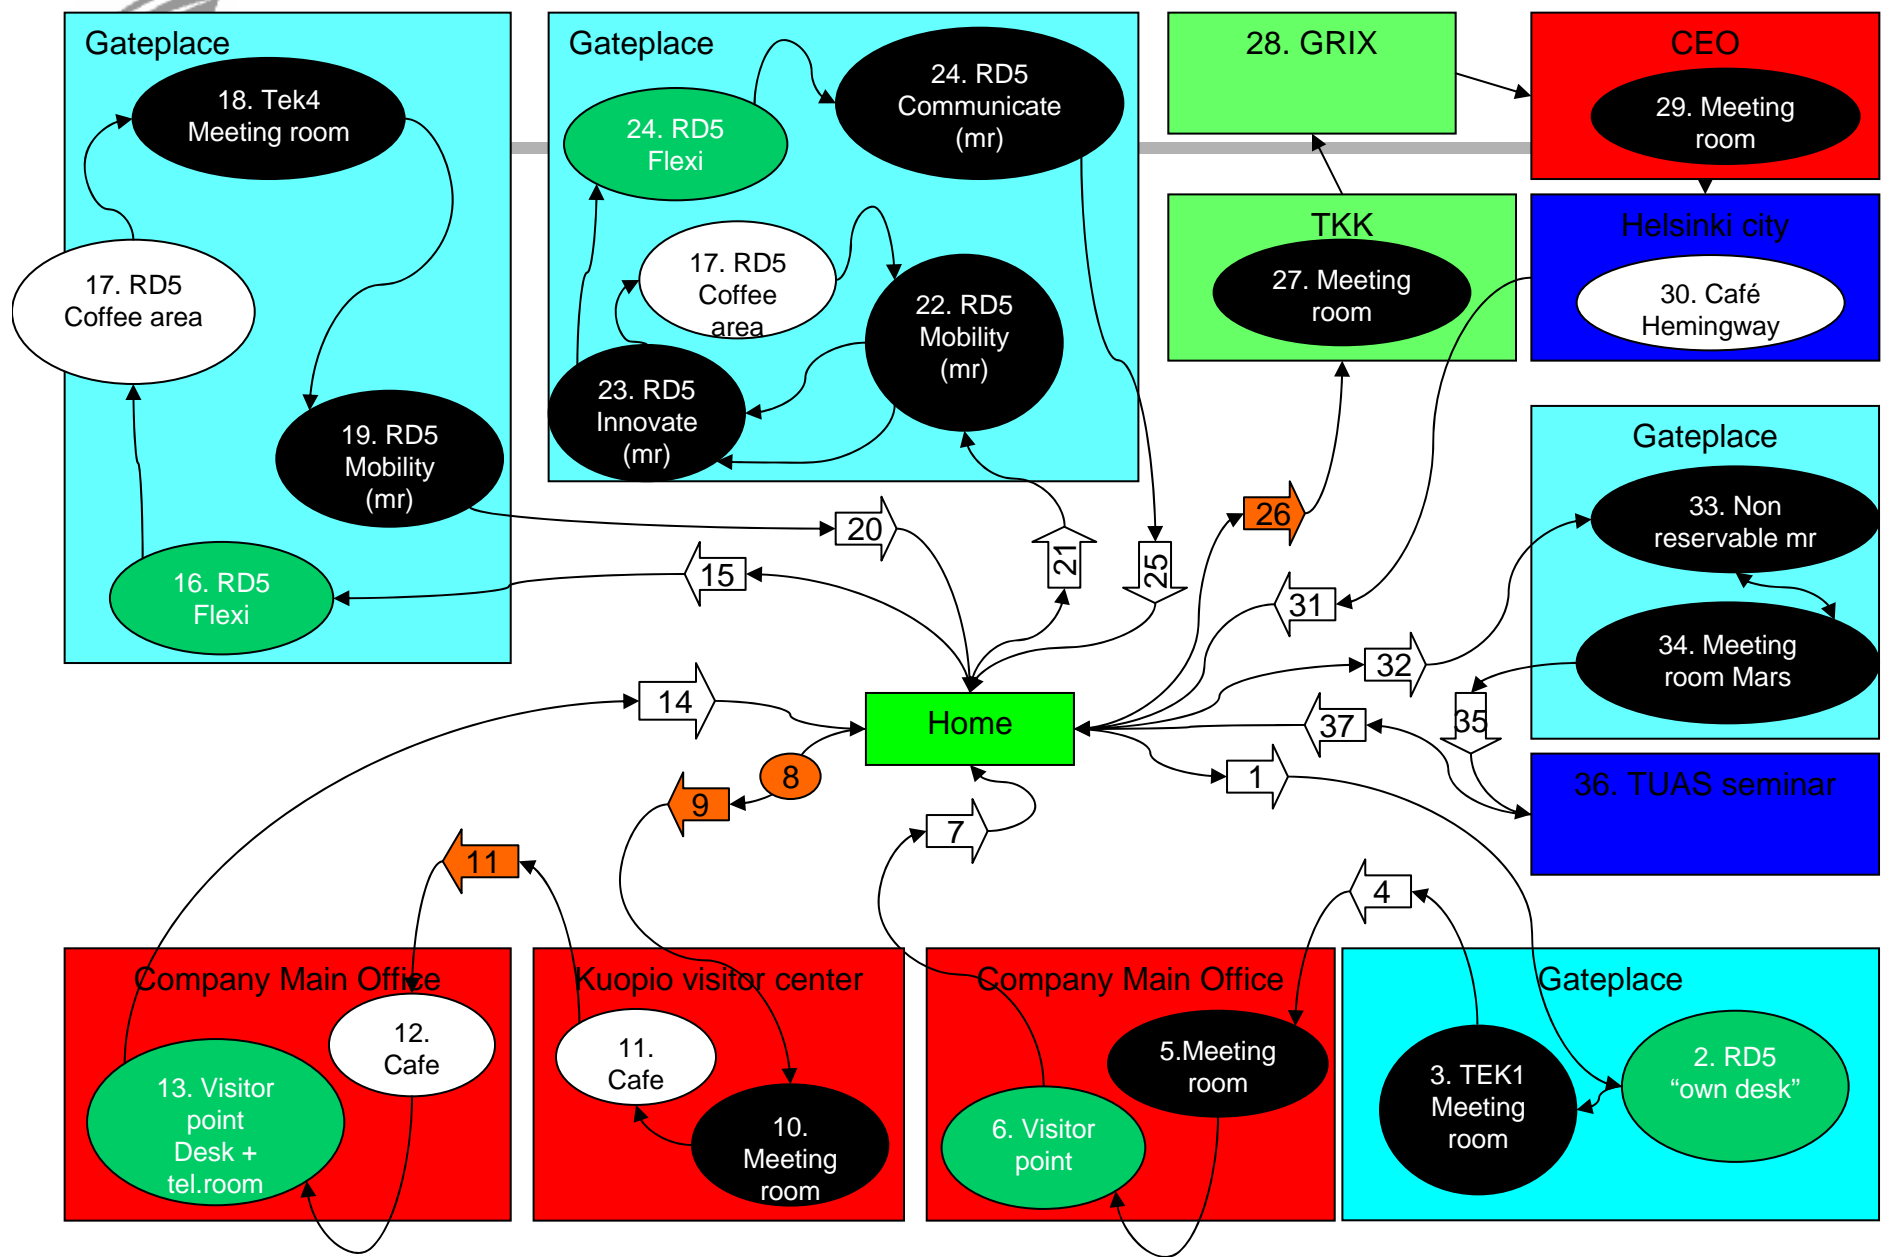 Gateplace
18. Tek4
Meeting room
17. RD5
Coffee area
19. RD5
Mobility
(mr)
16. RD5
Flexi
Gateplace
24. RD5
Communicate
(mr)
24. RD5
Flexi
17. RD5
Coffee
area
22. RD5
Mobility
(mr)
23. RD5
Innovate
(mr)
28. GRIX
CEO
29. Meeting
room
TKK
27. Meeting
room
Helsinki city
30. Café
Hemingway
Gateplace
33. Non
reservable mr
34. Meeting
room Mars
20
15
21
25
26
31
32
14
Home
37
35
8
9
1
7
11
4
36. TUAS seminar
Company Main Office
12.
Cafe
13. Visitor
point
Desk +
tel.room
Kuopio visitor center
11.
Cafe
10.
Meeting
room
Company Main Office
5.Meeting
room
6. Visitor
point
Gateplace
3. TEK1
Meeting
room
2. RD5
“own desk”